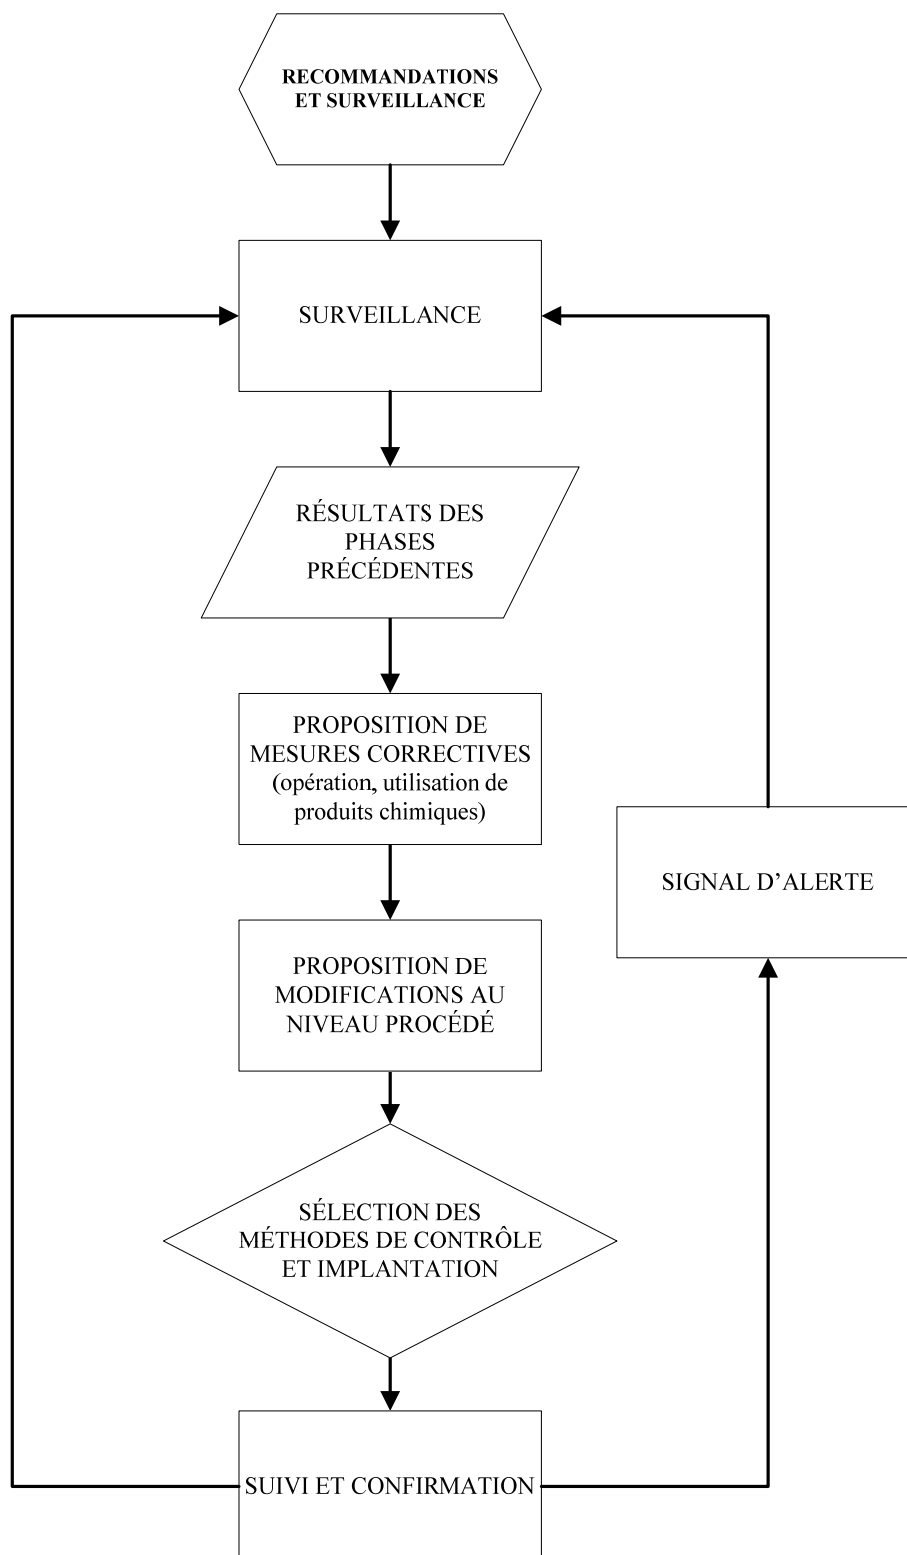 RECOMMANDATIONS
ET SURVEILLANCE
SURVEILLANCE
RÉSULTATS DES
PHASES
PRÉCÉDENTES
PROPOSITION DE
MESURES CORRECTIVES
(opération, utilisation de
produits chimiques)
SIGNAL D’ALERTE
PROPOSITION DE
MODIFICATIONS AU
NIVEAU PROCÉDÉ
SÉLECTION DES
MÉTHODES DE CONTRÔLE
ET IMPLANTATION
SUIVI ET CONFIRMATION